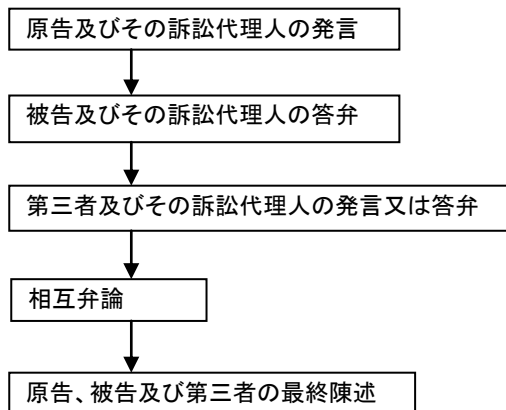 原告及びその訴訟代理人の発言
被告及びその訴訟代理人の答弁
第三者及びその訴訟代理人の発言又は答弁
相互弁論
原告、被告及び第三者の最終陳述